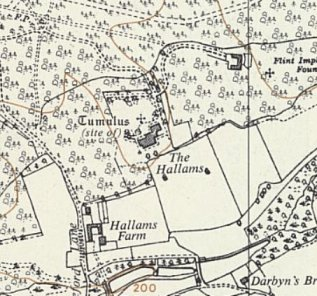 Flint Imp
Foun
Tumulus
(site of)
The
Hallams
Hallams
Farm
200
Darbyn's Br